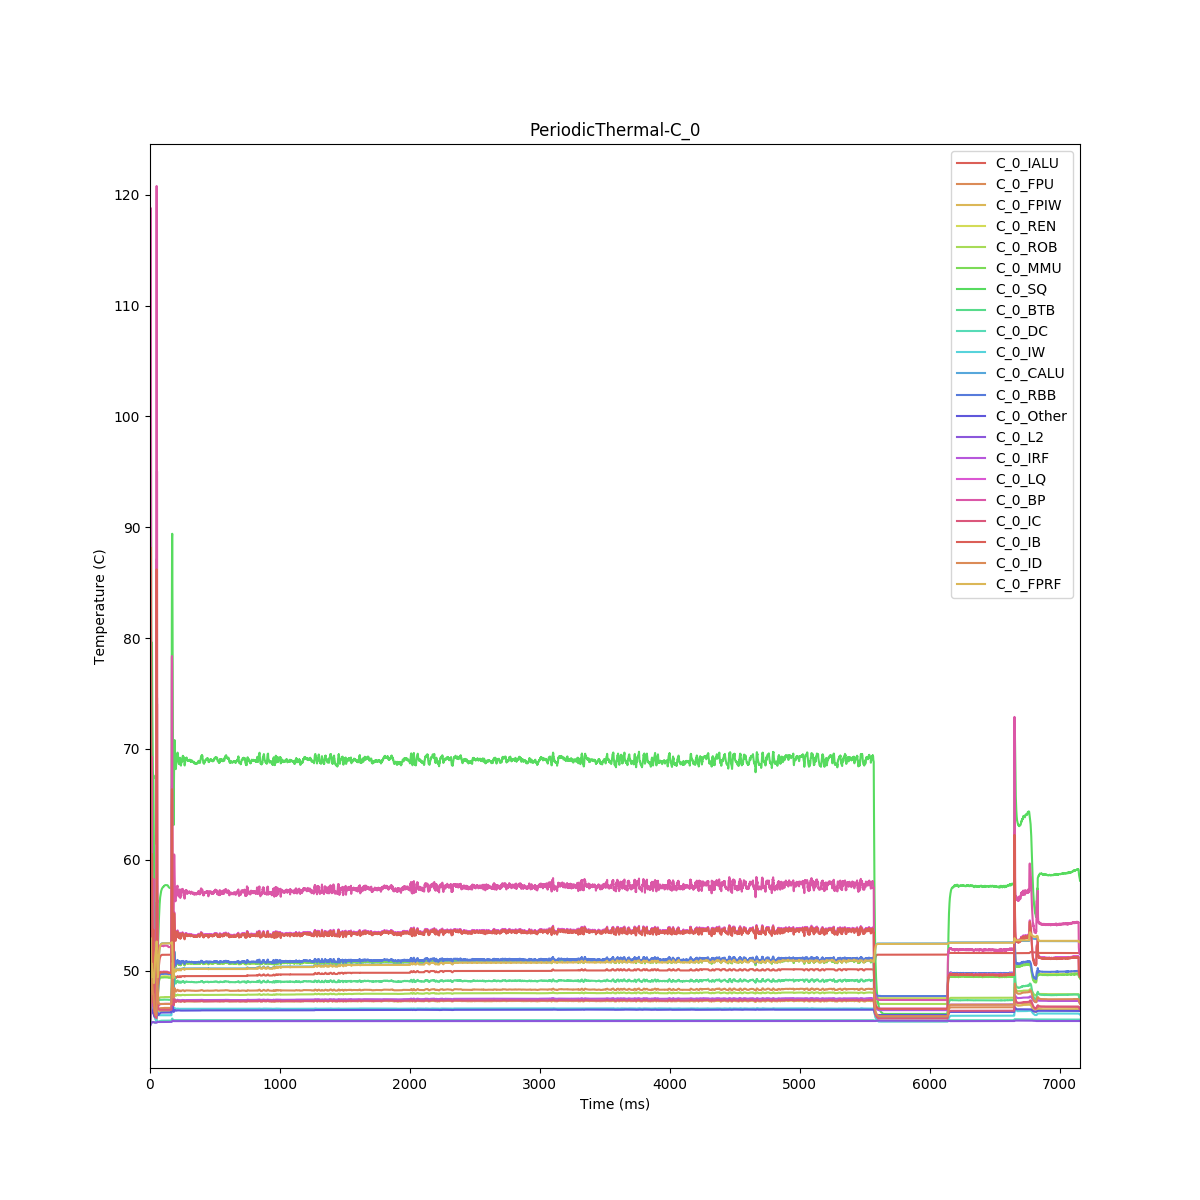 PeriodicThermal-C_0
120
110
100
90
80
70
60
50
Temperature (C)
0
1000
2000
3000
4000
5000
6000
7000
Time (ms)
C_0_IALU
C_0_FPU
C_0_FPIW
C_0_REN
C_0_ROB
C_0_MMU
C_0_SQ
C_0_BTB
C_0_DC
C_0_IW
C_0_CALU
C_0_RBB
C_0_Other
C_0_L2
C_0_IRF
C_0_LQ
C_0_BP
C_0_IC
C_0_IB
C_0_ID
C_0_FPRF